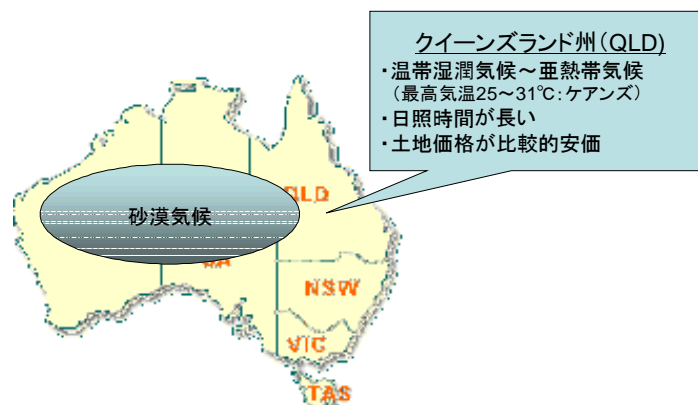 クイーンズランド州(QLD)
・温帯湿潤気候～亜熱帯気候
(最高気温25～31℃:ケアンズ)
・日照時間が長い
・土地価格が比較的安価
QLD
砂漠気候
SA
NSW
VIC
TAS